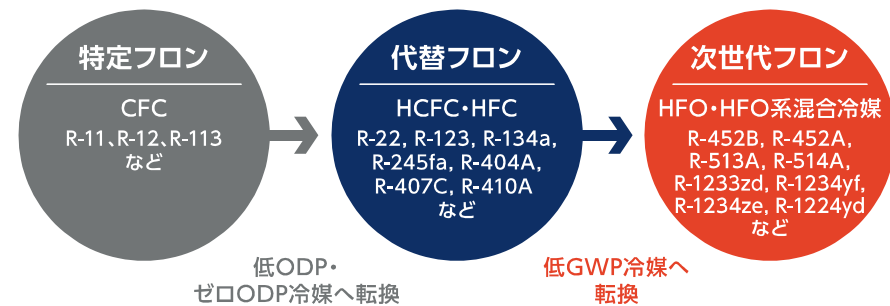 特定フロン
CFC
R-11、R-12、R-113
など
代替フロン
HCFC・HFC
R-22, R-123, R-134a,
R-245fa, R-404A,
R-407C, R-410A
など
次世代フロン
HFO・HFO系混合冷媒
R-452B, R-452A,
R-513A, R-514A,
R-1233zd, R-1234yf,
R-1234ze, R-1224yd
など
低ODP・
ゼロODP冷媒へ転換
低GWP冷媒へ
転換